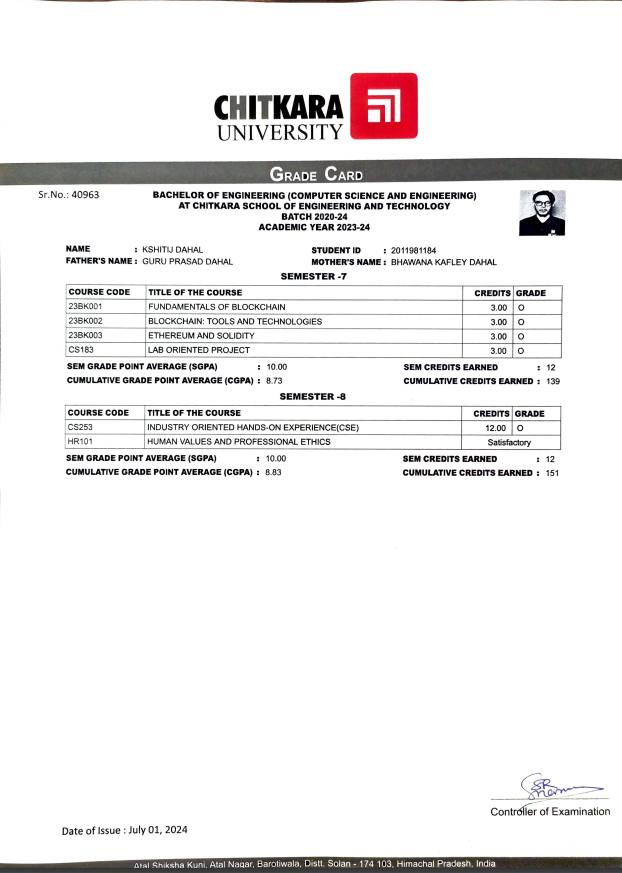 CHITKARA
UNIVERSITY
GRADE CARD
Sr.No.: 40963
BACHELOR OF ENGINEERING (COMPUTER SCIENCE AND ENGINEERING)
AT CHITKARA SCHOOL OF ENGINEERING AND TECHNOLOGY
BATCH 2020-24
ACADEMIC YEAR 2023-24
NAME : KSHITIJ DAHAL STUDENT ID : 2011981184
FATHER'S NAME : GURU PRASAD DAHAL MOTHER'S NAME : BHAWANA KAFLEY DAHAL
SEMESTER -7
COURSE CODE TITLE OF THE COURSE CREDITS GRADE
23BK001 FUNDAMENTALS OF BLOCKCHAIN 3.00 O
23BK002 BLOCKCHAIN: TOOLS AND TECHNOLOGIES 3.00 O
23BK003 ETHEREUM AND SOLIDITY 3.00 O
CS183 LAB ORIENTED PROJECT 3.00 O
SEM GRADE POINT AVERAGE (SGPA) : 10.00 SEM CREDITS EARNED : 12
CUMULATIVE GRADE POINT AVERAGE (CGPA) : 8.73 CUMULATIVE CREDITS EARNED : 139
SEMESTER -8
COURSE CODE TITLE OF THE COURSE CREDITS GRADE
CS253 INDUSTRY ORIENTED HANDS-ON EXPERIENCE(CSE) 12.00 O
HR101 HUMAN VALUES AND PROFESSIONAL ETHICS Satisfactory
SEM GRADE POINT AVERAGE (SGPA) : 10.00 SEM CREDITS EARNED : 12
CUMULATIVE GRADE POINT AVERAGE (CGPA) : 8.83 CUMULATIVE CREDITS EARNED : 151
Controller of Examination
Date of Issue : July 01, 2024
Atal Shiksha Kunj, Atal Nagar, Barotiwala, Distt. Solan - 174 103, Himachal Pradesh, India